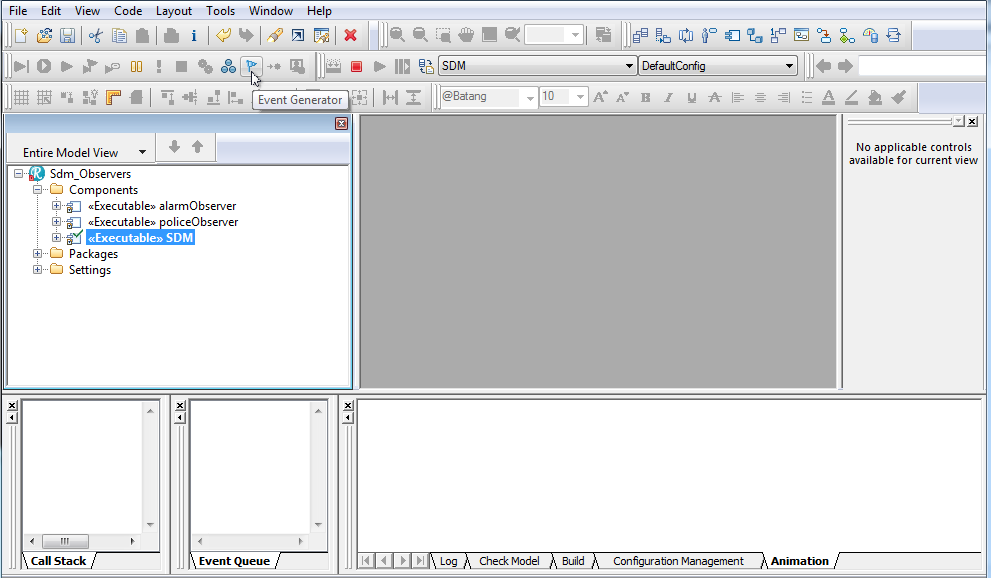 File Edit View Code Layout Tools Window Help
SDM DefaultConfig
Event Generator @Batang 10 A A B I U A A
Entire Model View
No applicable controls
available for current view
Sdm_Observers
Components
«Executable» alarmObserver
«Executable» policeObserver
«Executable» SDM
Packages
Settings
Call Stack Event Queue Log Check Model Build Configuration Management Animation